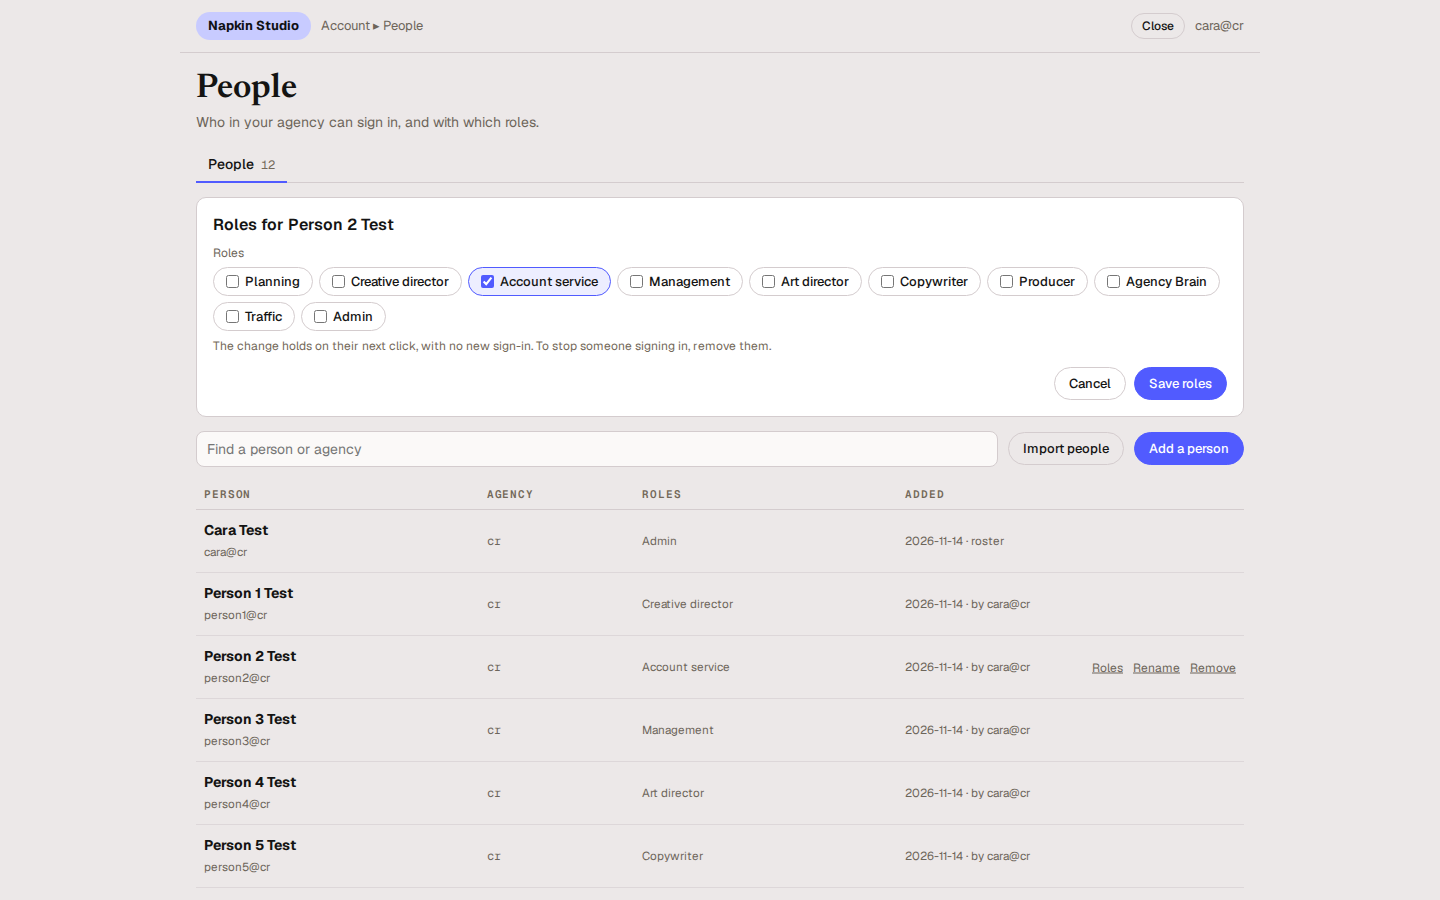 Napkin Studio Account ▸ People Close cara@cr
People
Who in your agency can sign in, and with which roles.
People 12
Roles for Person 2 Test
Roles
Planning Creative director Account service Management Art director Copywriter Producer Agency Brain
Traffic Admin
The change holds on their next click, with no new sign-in. To stop someone signing in, remove them.
Cancel Save roles
Find a person or agency Import people Add a person
PERSON AGENCY ROLES ADDED
Cara Test
cara@cr cr Admin 2026-11-14 · roster
Person 1 Test
person1@cr cr Creative director 2026-11-14 · by cara@cr
Person 2 Test
person2@cr cr Account service 2026-11-14 · by cara@cr Roles Rename Remove
Person 3 Test
person3@cr cr Management 2026-11-14 · by cara@cr
Person 4 Test
person4@cr cr Art director 2026-11-14 · by cara@cr
Person 5 Test
person5@cr cr Copywriter 2026-11-14 · by cara@cr